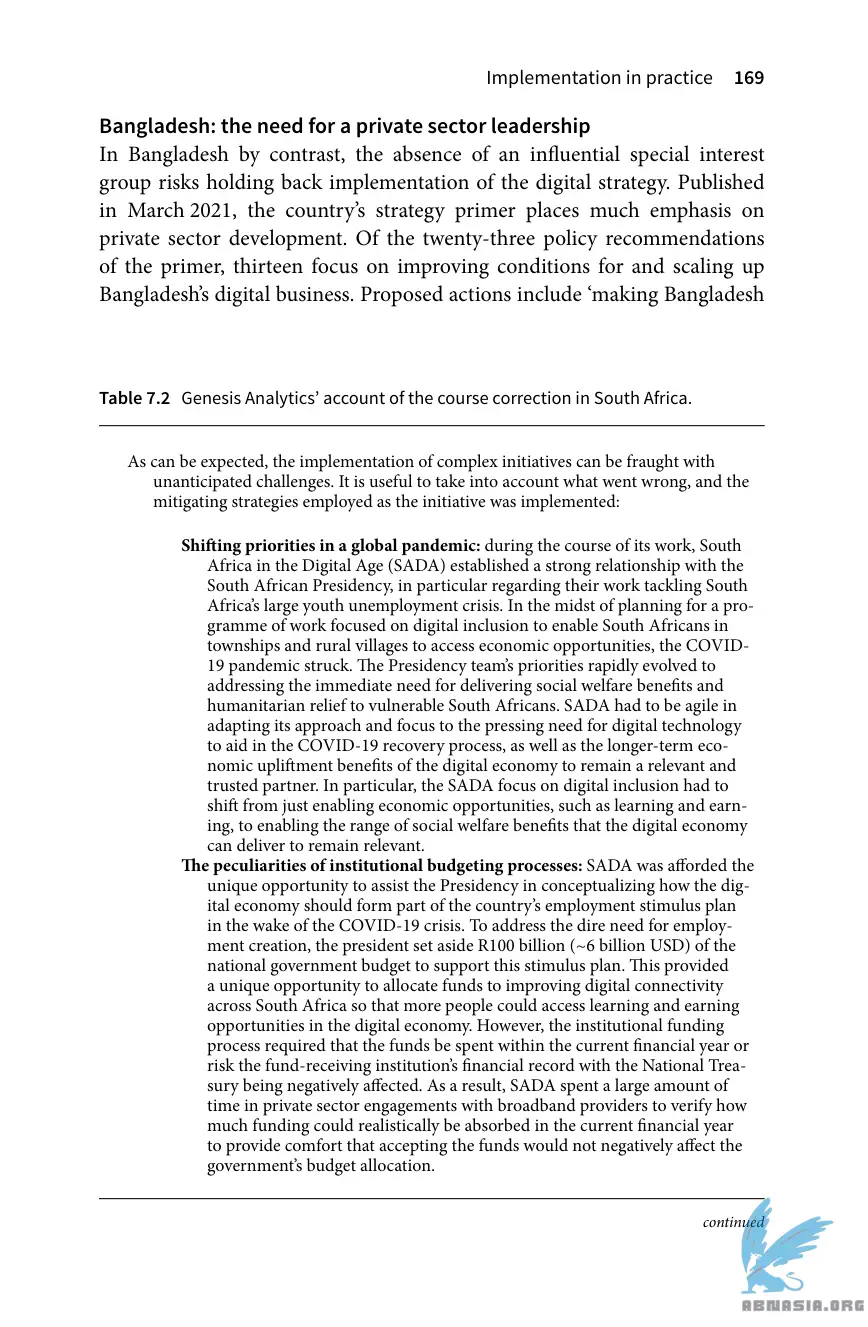 Implementation in practice 169
Bangladesh: the need for a private sector leadership
In Bangladesh by contrast, the absence of an influential special interest
group risks holding back implementation of the digital strategy. Published
in March 2021, the country’s strategy primer places much emphasis on
private sector development. Of the twenty-three policy recommendations
of the primer, thirteen focus on improving conditions for and scaling up
Bangladesh’s digital business. Proposed actions include ‘making Bangladesh
Table 7.2 Genesis Analytics’ account of the course correction in South Africa.
As can be expected, the implementation of complex initiatives can be fraught with
unanticipated challenges. It is useful to take into account what went wrong, and the
mitigating strategies employed as the initiative was implemented:
Shifting priorities in a global pandemic: during the course of its work, South
Africa in the Digital Age (SADA) established a strong relationship with the
South African Presidency, in particular regarding their work tackling South
Africa’s large youth unemployment crisis. In the midst of planning for a pro-
gramme of work focused on digital inclusion to enable South Africans in
townships and rural villages to access economic opportunities, the COVID-
19 pandemic struck. The Presidency team’s priorities rapidly evolved to
addressing the immediate need for delivering social welfare benefits and
humanitarian relief to vulnerable South Africans. SADA had to be agile in
adapting its approach and focus to the pressing need for digital technology
to aid in the COVID-19 recovery process, as well as the longer-term eco-
nomic upliftment benefits of the digital economy to remain a relevant and
trusted partner. In particular, the SADA focus on digital inclusion had to
shift from just enabling economic opportunities, such as learning and earn-
ing, to enabling the range of social welfare benefits that the digital economy
can deliver to remain relevant.
The peculiarities of institutional budgeting processes: SADA was afforded the
unique opportunity to assist the Presidency in conceptualizing how the dig-
ital economy should form part of the country’s employment stimulus plan
in the wake of the COVID-19 crisis. To address the dire need for employ-
ment creation, the president set aside R100 billion (~6 billion USD) of the
national government budget to support this stimulus plan. This provided
a unique opportunity to allocate funds to improving digital connectivity
across South Africa so that more people could access learning and earning
opportunities in the digital economy. However, the institutional funding
process required that the funds be spent within the current financial year or
risk the fund-receiving institution’s financial record with the National Trea-
sury being negatively affected. As a result, SADA spent a large amount of
time in private sector engagements with broadband providers to verify how
much funding could realistically be absorbed in the current financial year
to provide comfort that accepting the funds would not negatively affect the
government’s budget allocation.
continued
ABNASIA.ORG